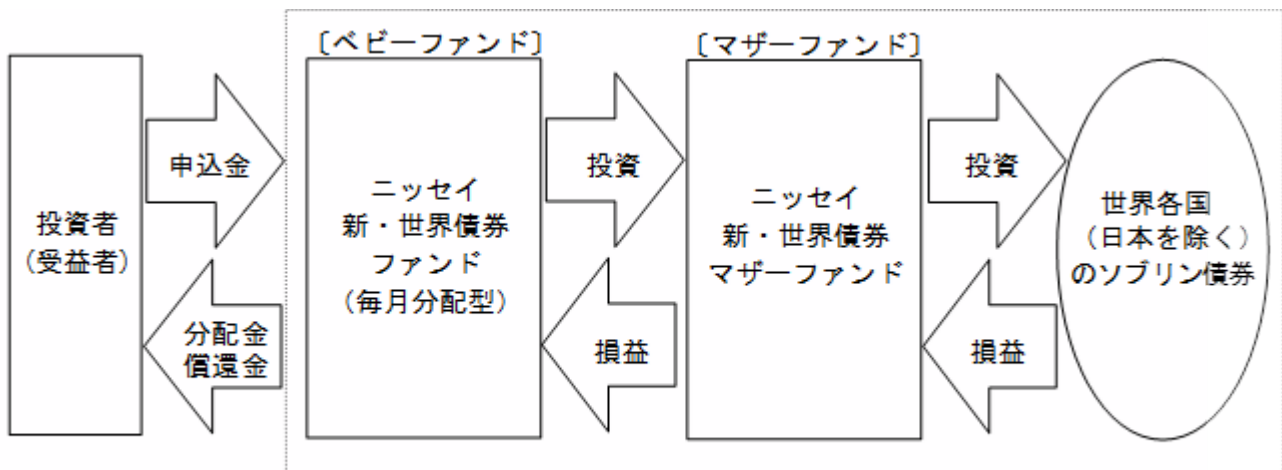 〔ベビーファンド〕
〔マザーファンド〕
投資者
（受益者）
申込金
分配金
償還金
ニッセイ
新・世界債券
ファンド
（毎月分配型）
投資
損益
ニッセイ
新・世界債券
マザーファンド
投資
損益
世界各国
（日本を除く）
のソブリン債券